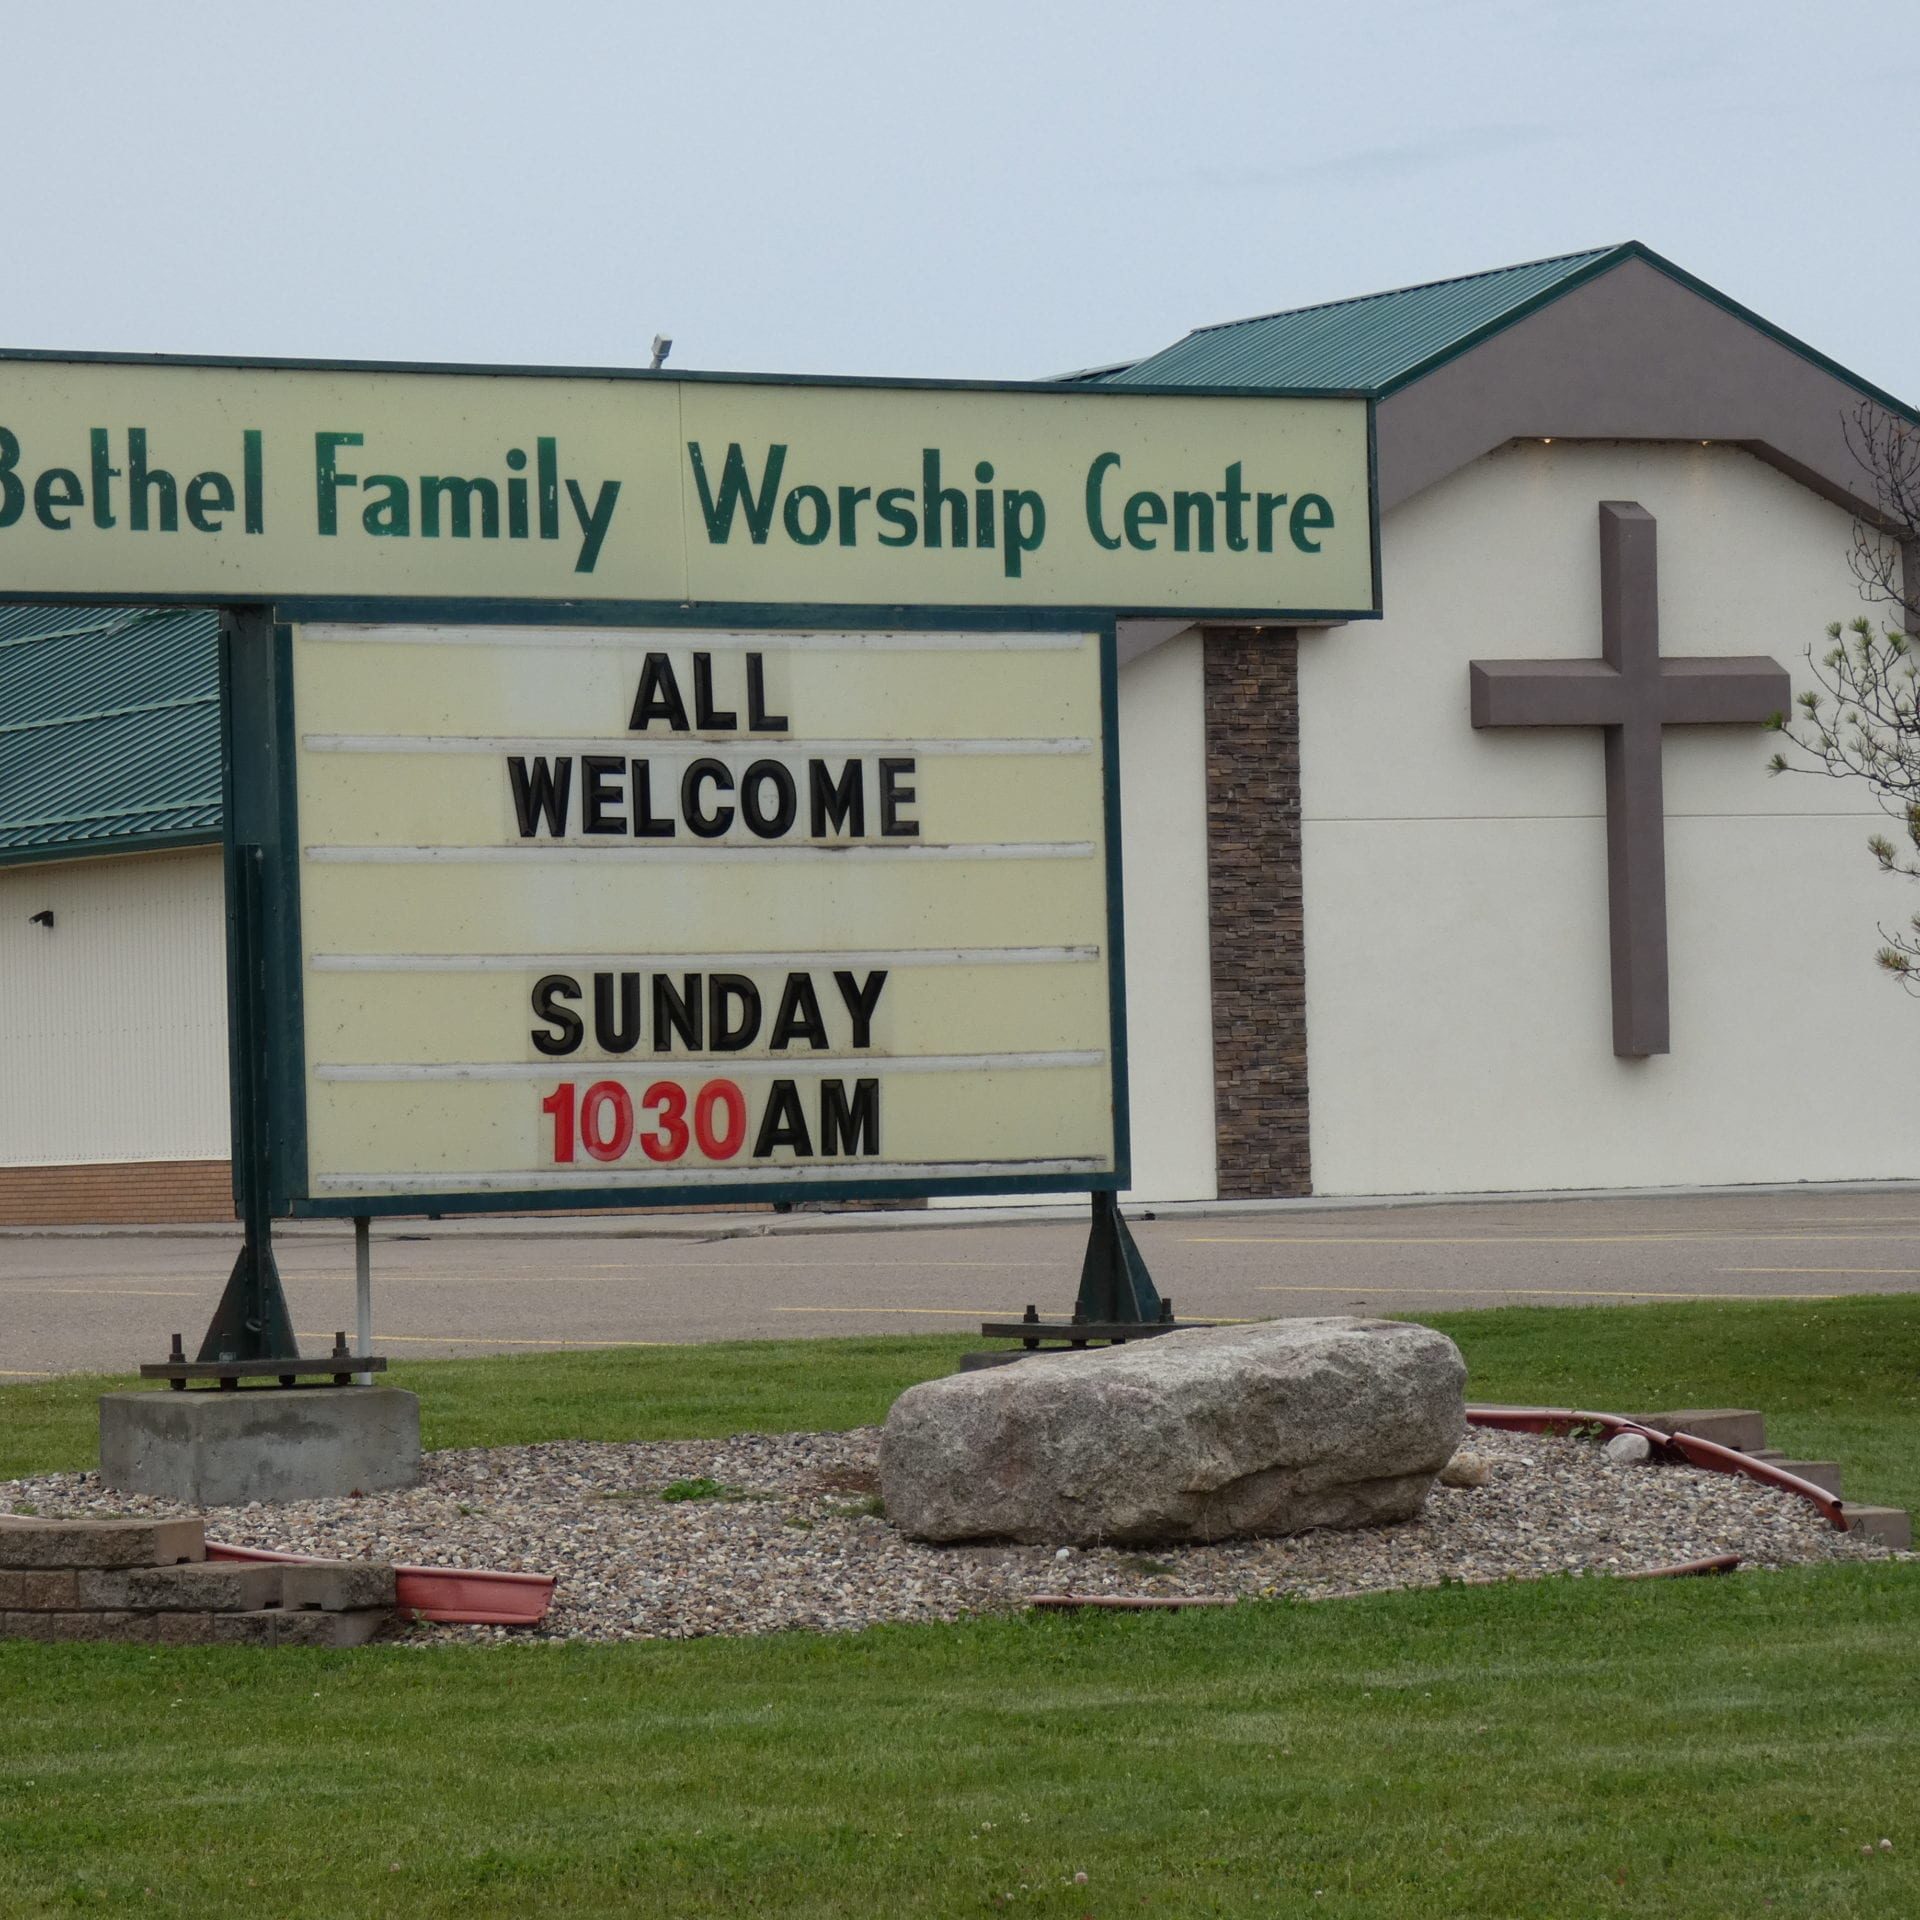 Bethel Family Worship Centre
ALL
WELCOME
SUNDAY
1030AM